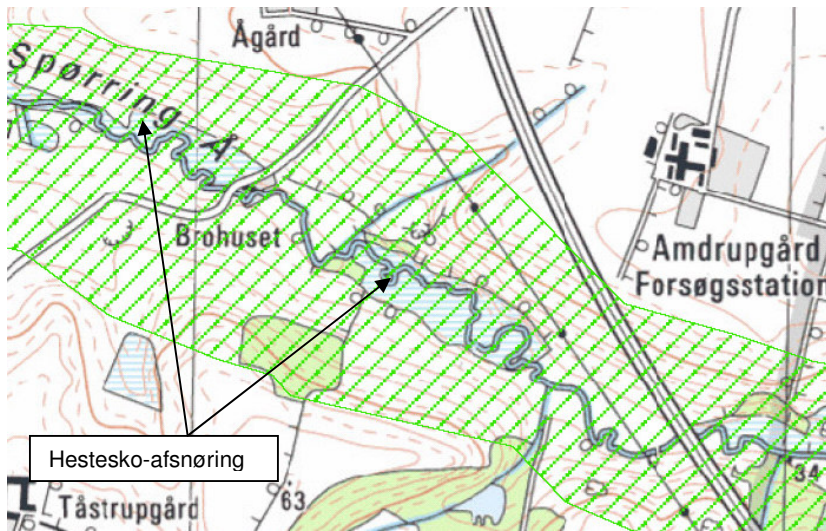 Ågård
Spørring Å
Brohuset
Amdrupgård
Forsøgsstation
Hestesko-afsnøring
34
63
Tåstrupgård